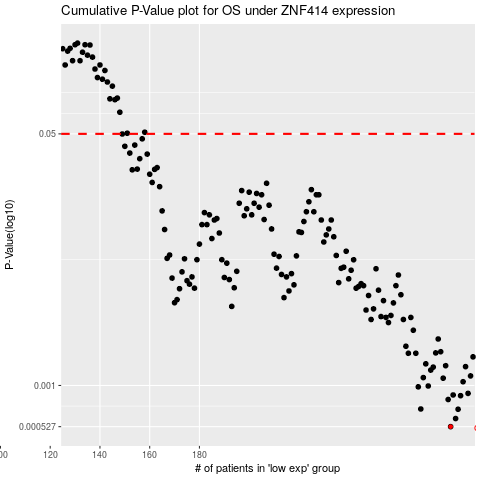 Cumulative P-Value plot for OS under ZNF414 expression
P-Value(log10)
0.05
0.001
0.000527
00
120
140
160
180
# of patients in 'low exp' group